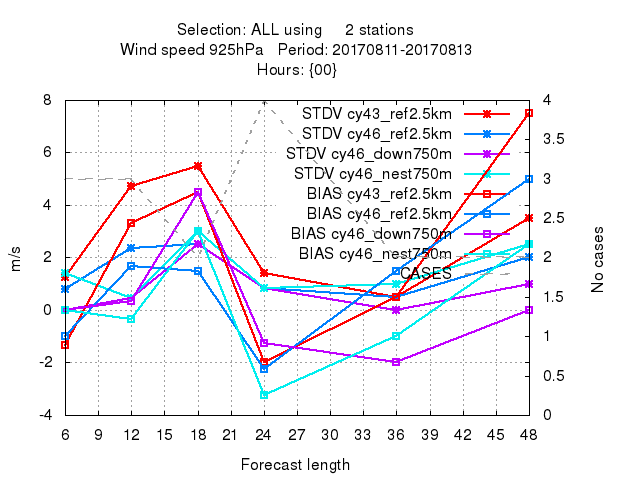 Selection: ALL using 2 stations
Wind speed 925hPa Period: 20170811-20170813
Hours: {00}
STDV cy43_ref2.5km
STDV cy46_ref2.5km
STDV cy46_down750m
STDV cy46_nest750m
BIAS cy43_ref2.5km
BIAS cy46_ref2.5km
BIAS cy46_down750m
BIAS cy46_nest750m
CASES
8
6
4
2
0
-2
-4
m/s
4
3.5
3
2.5
2
1.5
1
0.5
0
No cases
6 9 12 15 18 21 24 27 30 33 36 39 42 45 48
Forecast length